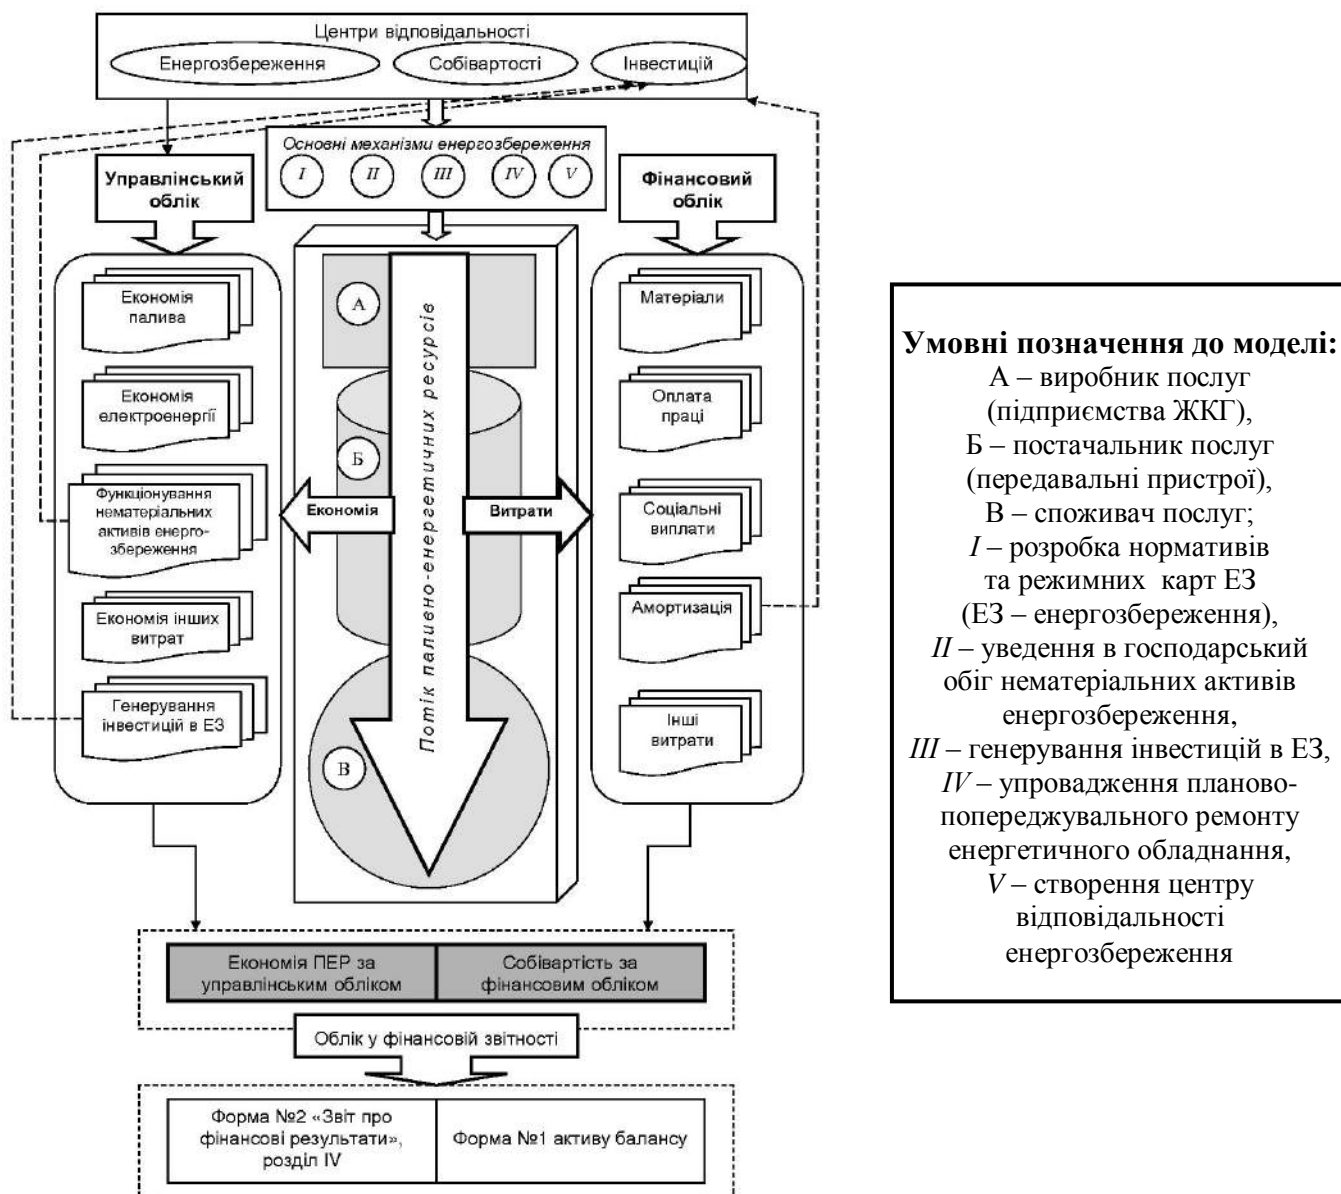 Центри відповідальності
Енергозбереження
Собівартості
Інвестицій
Основні механізми енергозбереження
I
II
III
IV
V
Управлінський
облік
Фінансовий
облік
Економія
палива
Економія
електроенергії
Функціонування
нематеріальних
активів енерго-
збереження
Економія інших
витрат
Генерування
інвестицій в ЕЗ
А
Б
В
Потік паливно-енергетичних ресурсів
Економія
Витрати
Матеріали
Оплата
праці
Соціальні
виплати
Амортизація
Інші
витрати
Економія ПЕР за
управлінським обліком
Собівартість за
фінансовим обліком
Облік у фінансовій звітності
Форма №2 «Звіт про
фінансові результати»,
розділ IV
Форма №1 активу балансу
Умовні позначення до моделі:
А – виробник послуг
(підприємства ЖКГ),
Б – постачальник послуг
(передавальні пристрої),
В – споживач послуг;
I – розробка нормативів
та режимних карт ЕЗ
(ЕЗ – енергозбереження),
II – уведення в господарський
обіг нематеріальних активів
енергозбереження,
III – генерування інвестицій в ЕЗ,
IV – упровадження планово-
попереджувального ремонту
енергетичного обладнання,
V – створення центру
відповідальності
енергозбереження